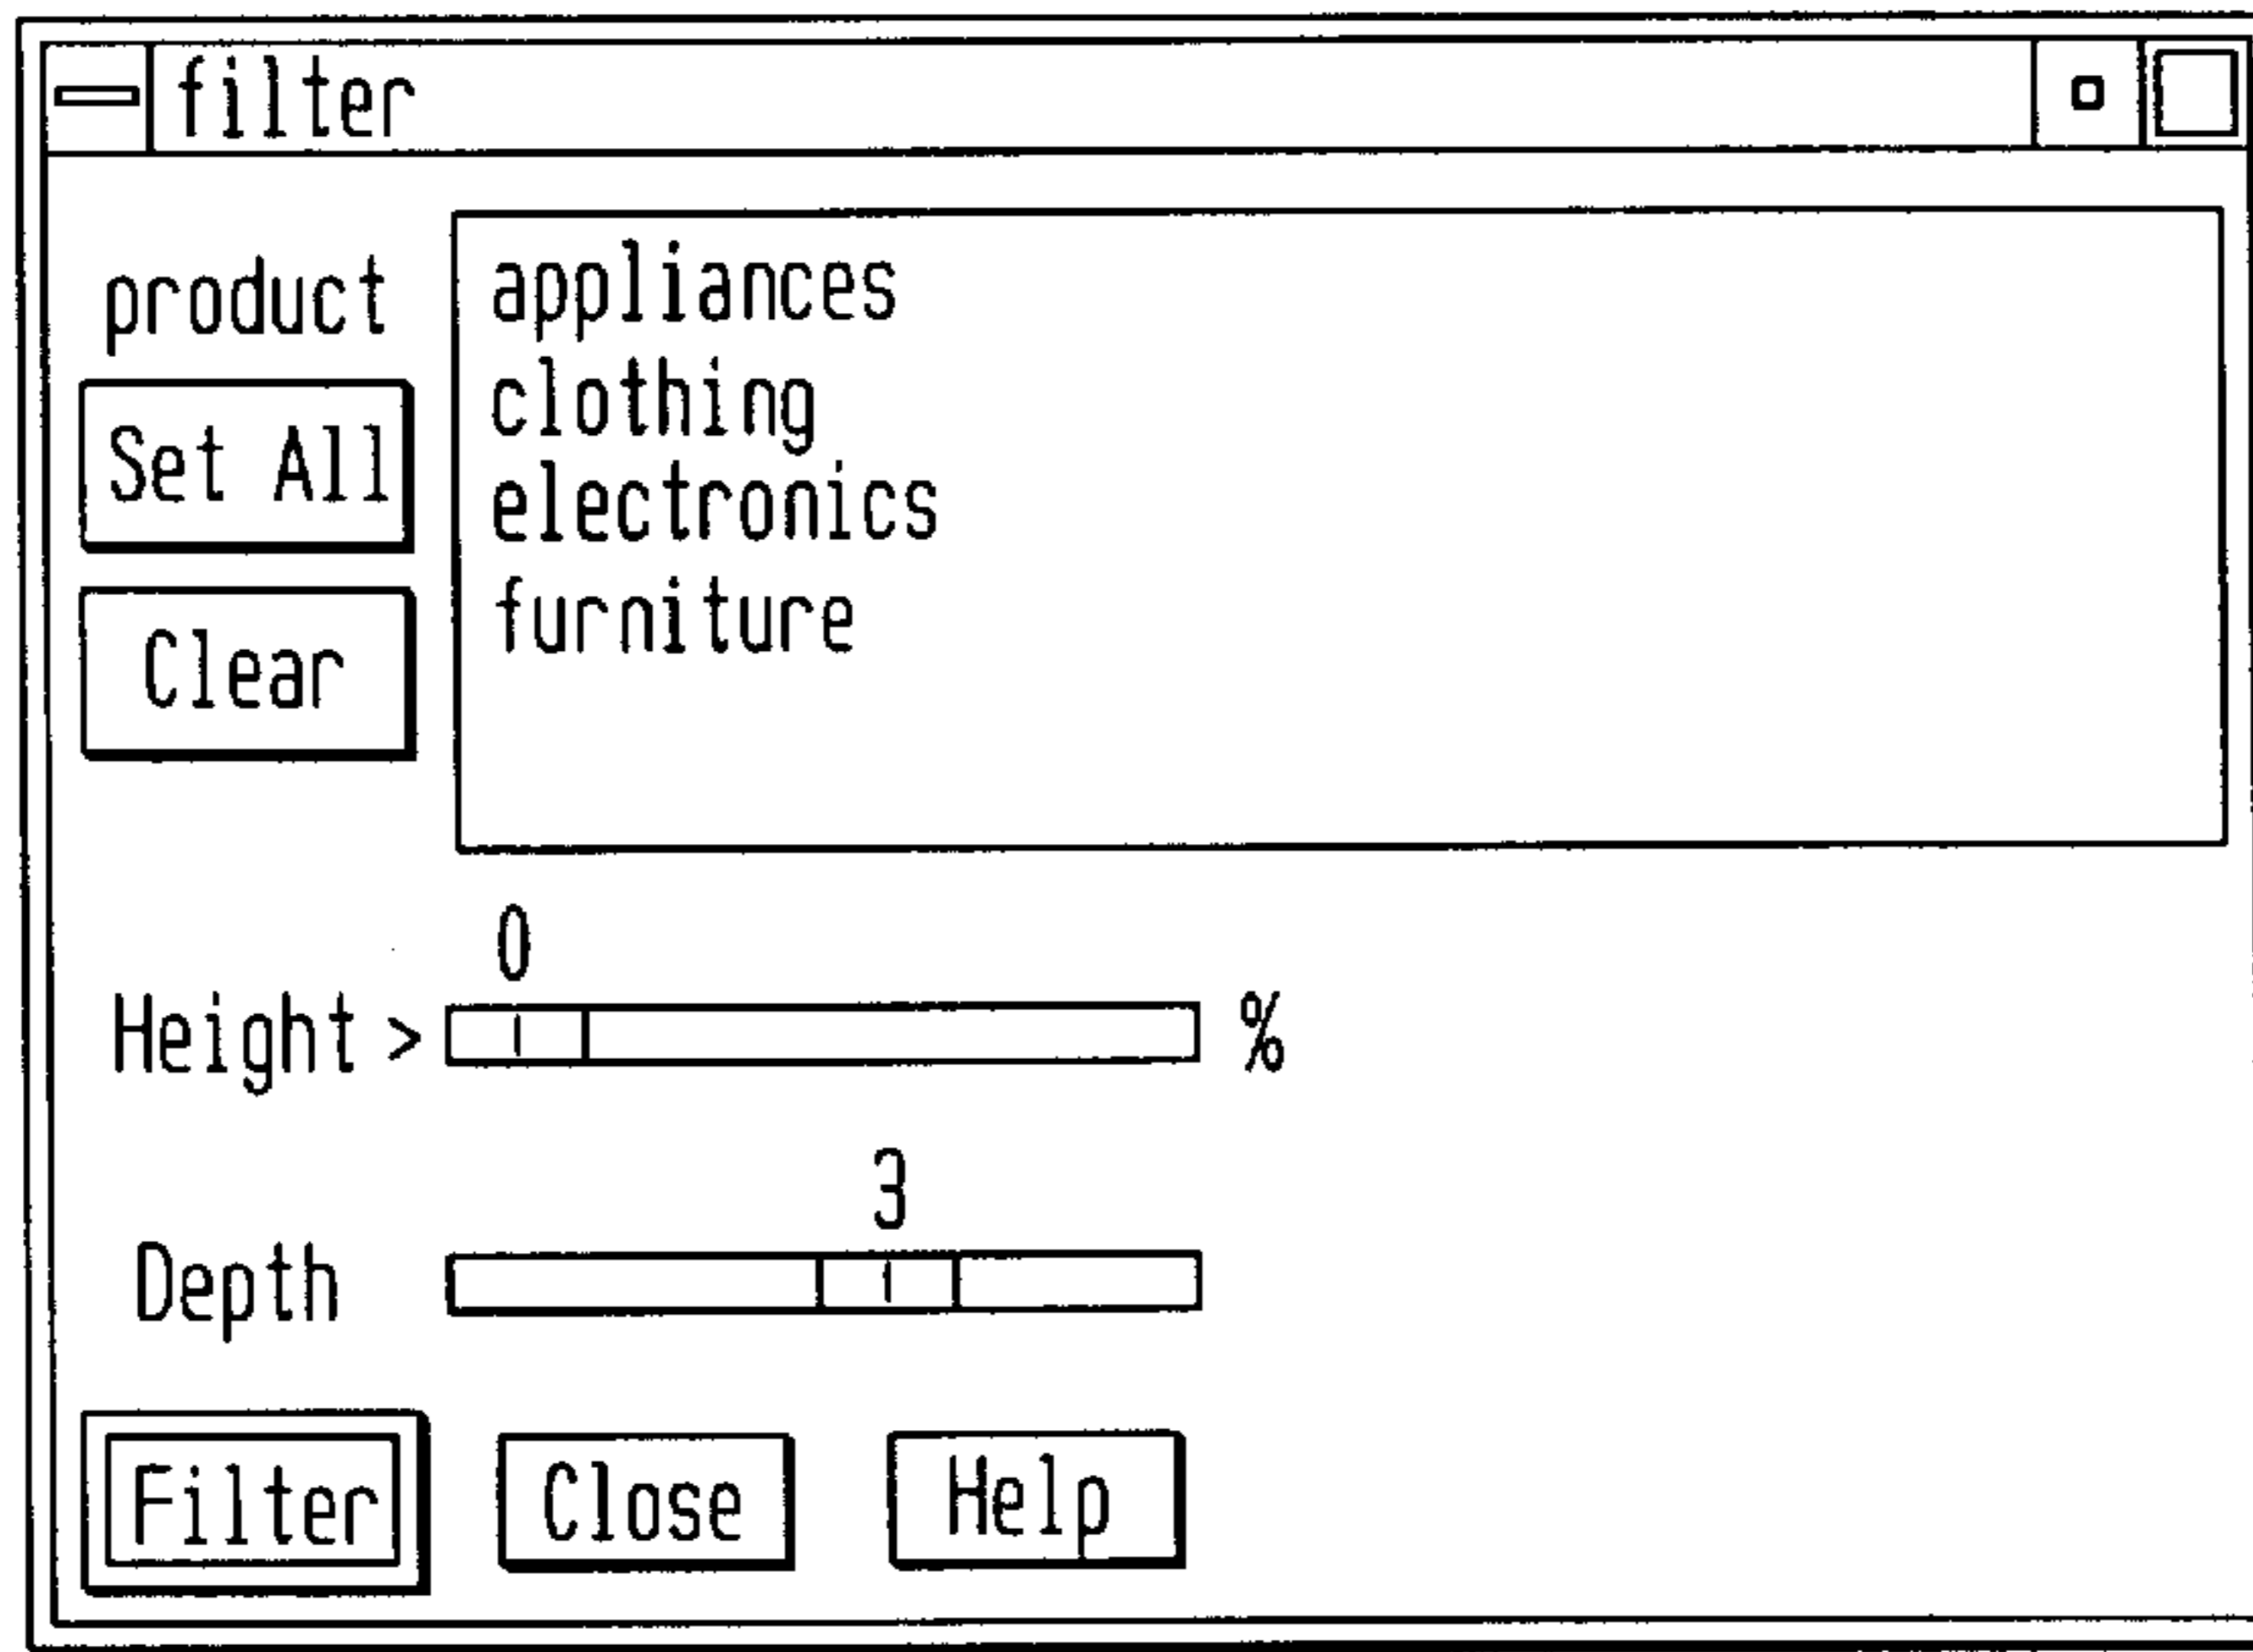 filter
product
Set All
Clear
appliances
clothing
electronics
furniture
0
Height > %
3
Depth
Filter Close Help